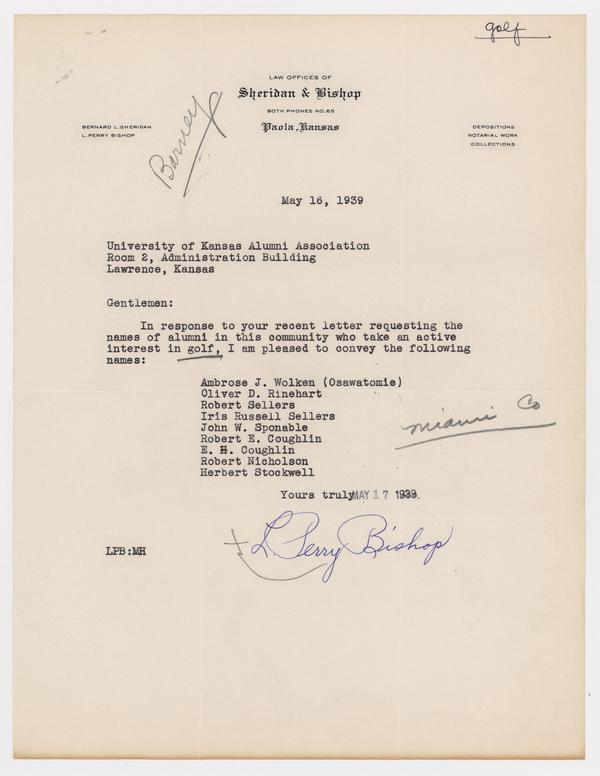 golf
LAW OFFICES OF
Sheridan & Bishop
BOTH PHONES NO. 65
Paola, Kansas
BERNARD L. SHERIDAN
L. PERRY BISHOP
DEPOSITIONS
NOTARIAL WORK
COLLECTIONS
Barney
May 16, 1939
University of Kansas Alumni Association
Room 2, Administration Building
Lawrence, Kansas
Gentlemen:
In response to your recent letter requesting the
names of alumni in this community who take an active
interest in golf, I am pleased to convey the following
names:
Ambrose J. Wolken (Osawatomie)
Oliver D. Rinehart
Robert Sellers
Iris Russell Sellers
John W. Sponable
Robert E. Coughlin
E. H. Coughlin
Robert Nicholson
Herbert Stockwell
Miami Co
Yours truly MAY 17 1939.
L. Perry Bishop
LPB:MH